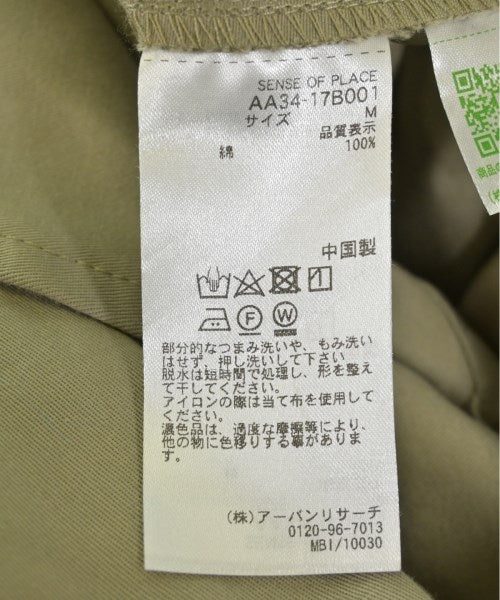 SENSE OF PLACE
AA34-17B001
サイズ M
品質表示
綿 100%
中国製
F W
部分的なつまみ洗いや、もみ洗い
はせず、押し洗いして下さい
脱水は短時間で処理し、形を整え
て干してください。
アイロンの際は当て布を使用して
ください。
濃色品は、過度な摩擦等により、
他の物に色移りする事がありま
す。
(株)アーバンリサーチ
0120-96-7013
MBI/10030